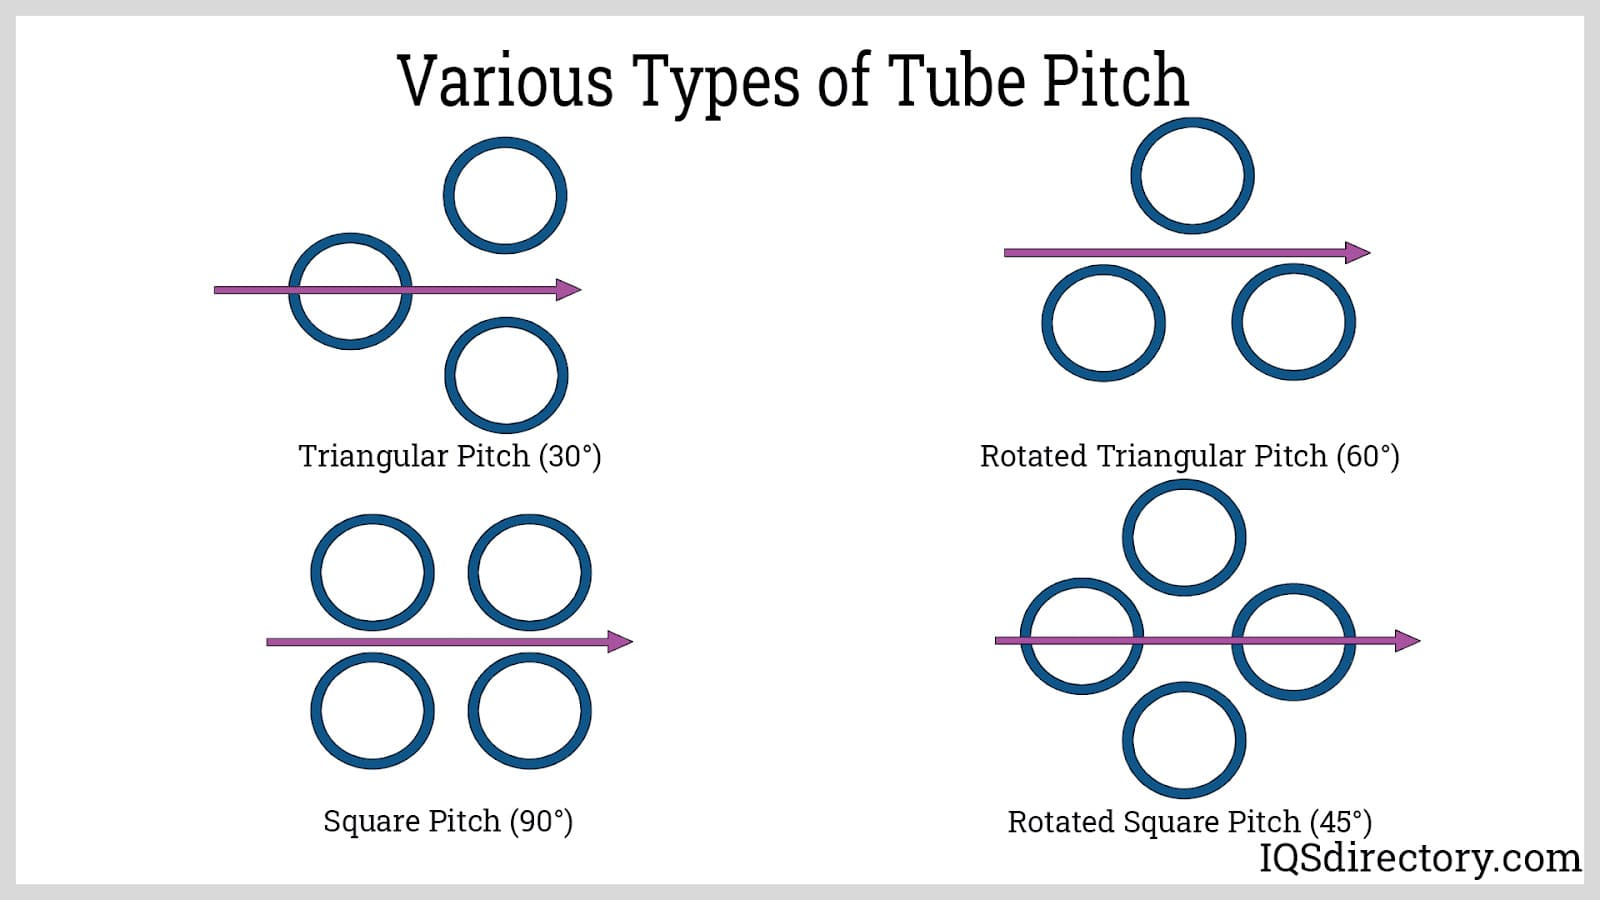 Various Types of Tube Pitch
Triangular Pitch (30°)
Rotated Triangular Pitch (60°)
Square Pitch (90°)
Rotated Square Pitch (45°)
IQSdirectory.com